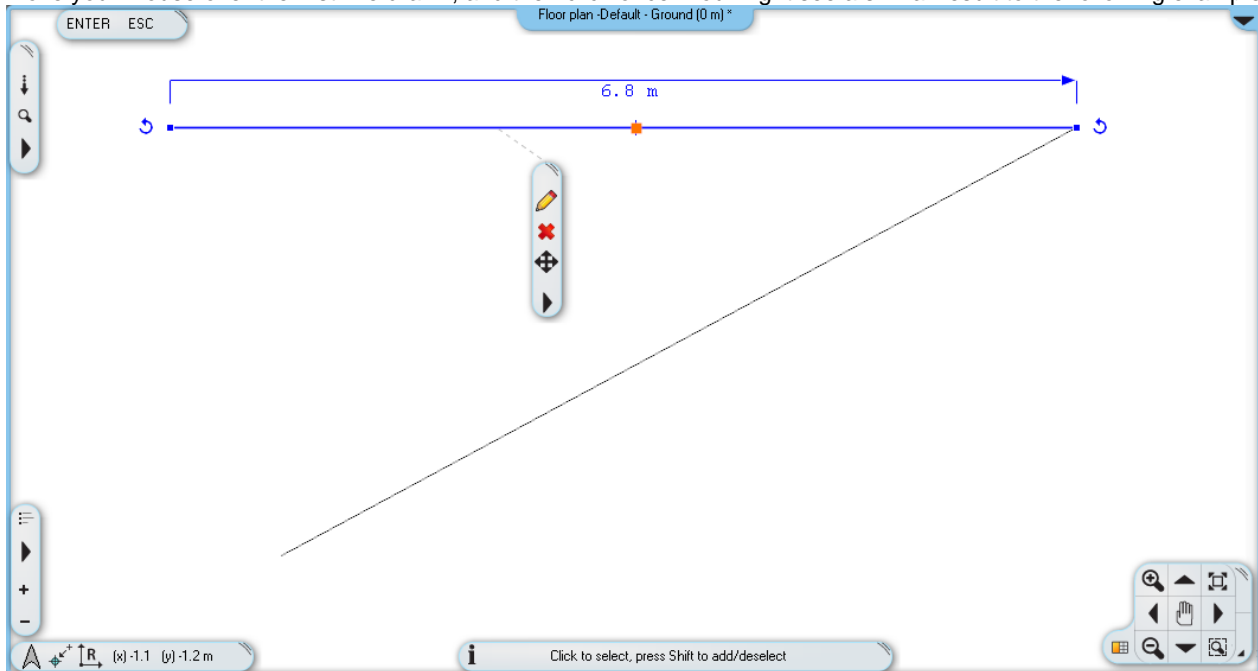 ENTER ESC
Floor plan -Default - Ground (0 m) *
6.8 m
R (x) -1.1 (y) -1.2 m
i Click to select, press Shift to add/deselect